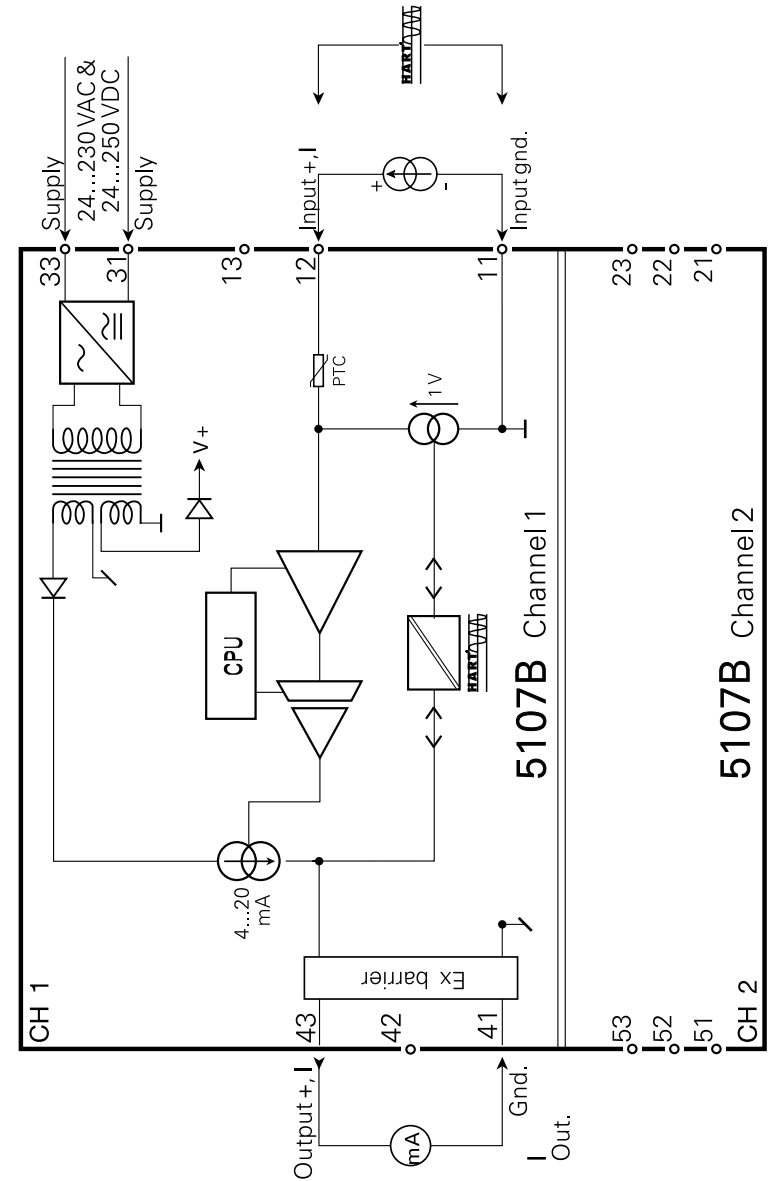 Supply
24...230 VAC &
24...250 VDC
Supply
HART
Input +, I
+
-
Input gnd.
33
31
13
12
11
23
22
21
PTC
1 V
V +
CPU
HART
4...20
mA
5107B Channel 1
5107B Channel 2
Ex barrier
CH 1
CH 2
43
42
41
53
52
51
Output +, I
mA
Gnd.
I Out.